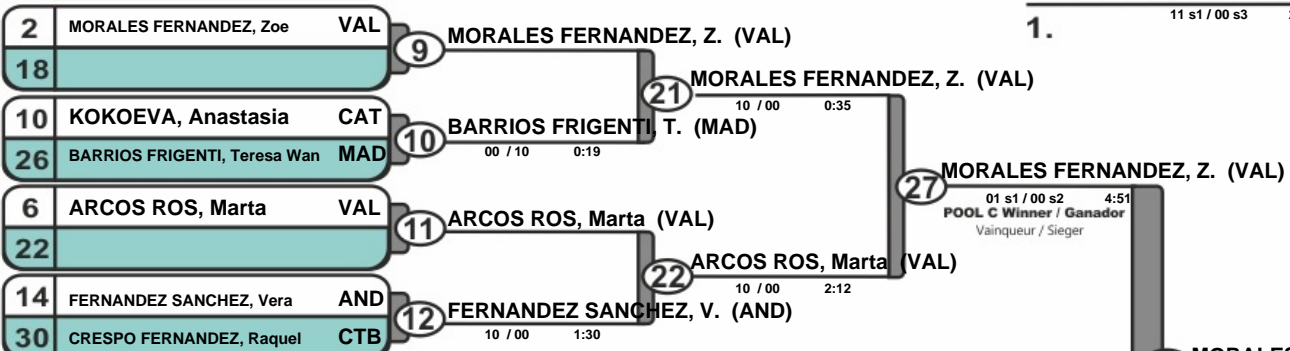 11 s1 / 00 s3
1.
2 MORALES FERNANDEZ, Zoe VAL
18
9 MORALES FERNANDEZ, Z. (VAL)
21 MORALES FERNANDEZ, Z. (VAL)
10 / 00 0:35
10 KOKOEVA, Anastasia CAT
26 BARRIOS FRIGENTI, Teresa Wan MAD
10 BARRIOS FRIGENTI, T. (MAD)
00 / 10 0:19
27 MORALES FERNANDEZ, Z. (VAL)
01 s1 / 00 s2 4:51
POOL C Winner / Ganador
Vainqueur / Sieger
6 ARCOS ROS, Marta VAL
22
11 ARCOS ROS, Marta (VAL)
22 ARCOS ROS, Marta (VAL)
10 / 00 2:12
14 FERNANDEZ SANCHEZ, Vera AND
30 CRESPO FERNANDEZ, Raquel CTB
12 FERNANDEZ SANCHEZ, V. (AND)
10 / 00 1:30